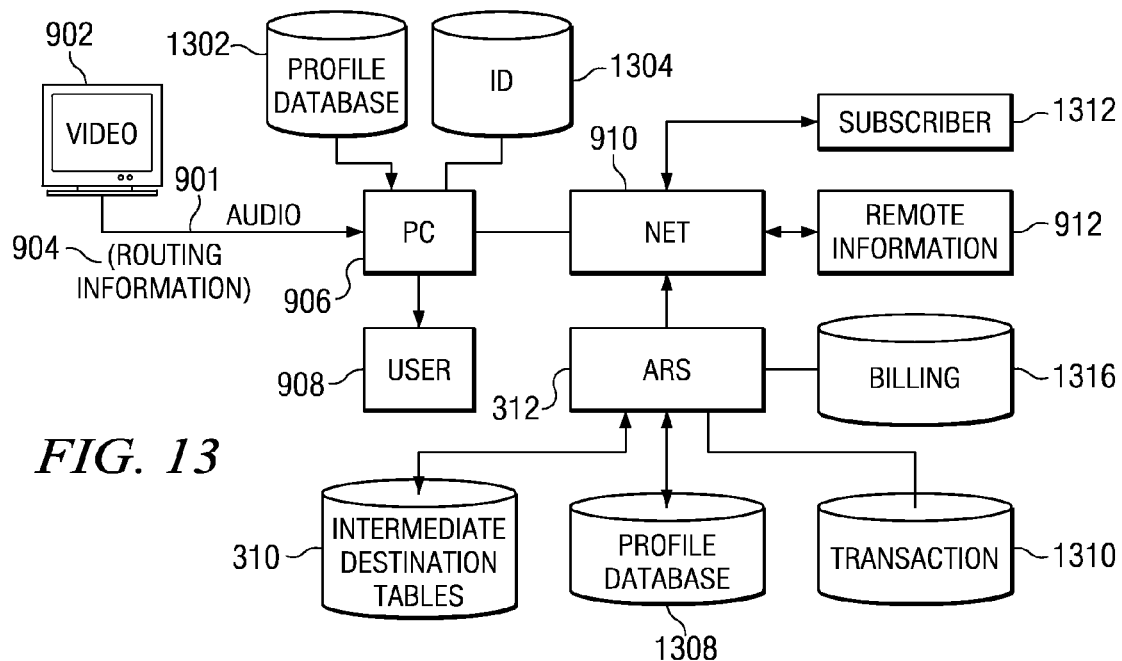 902
1302
PROFILE
DATABASE
ID
1304
VIDEO
910
SUBSCRIBER
1312
901
AUDIO
904
(ROUTING
INFORMATION)
PC
906
NET
REMOTE
INFORMATION
912
USER
908
ARS
312
BILLING
1316
FIG. 13
310
INTERMEDIATE
DESTINATION
TABLES
PROFILE
DATABASE
1308
TRANSACTION
1310